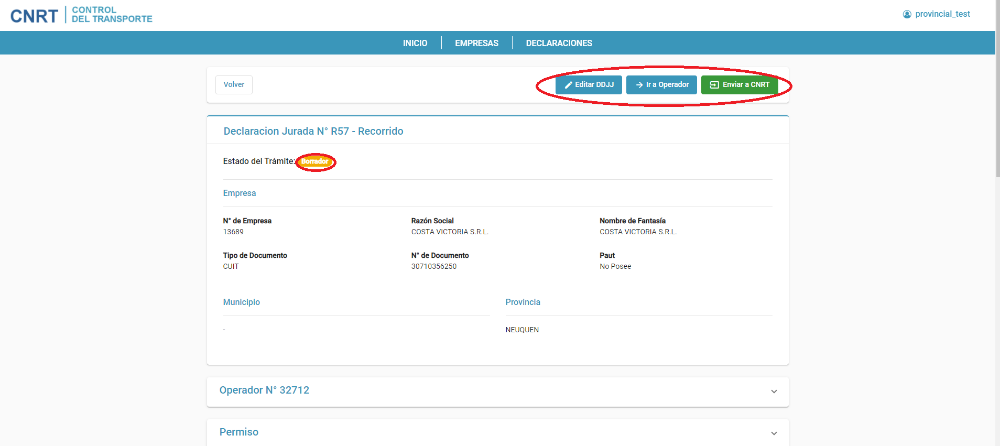 CNRT | CONTROL
DEL TRANSPORTE
provincial_test
INICIO EMPRESAS DECLARACIONES
Volver Editar DDJJ Ir a Operador Enviar a CNRT
Declaracion Jurada N° R57 - Recorrido
Estado del Trámite: Borrador
Empresa
N° de Empresa Razón Social Nombre de Fantasía
13689 COSTA VICTORIA S.R.L. COSTA VICTORIA S.R.L.
Tipo de Documento N° de Documento Paut
CUIT 30710356250 No Posee
Municipio Provincia
- NEUQUEN
Operador N° 32712
Permiso